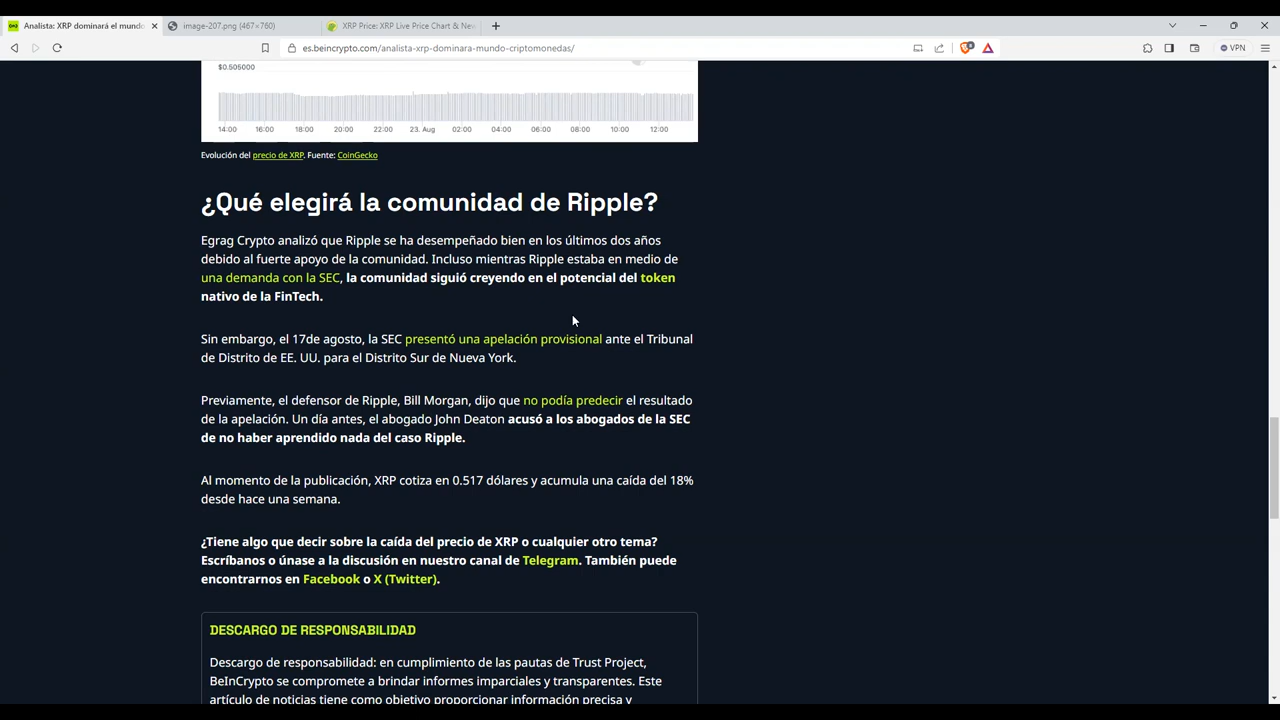 Analista: XRP dominará el mundo
image-207.png (467×760)
XRP Price: XRP Live Price Chart & New
es.beincrypto.com/analista-xrp-dominara-mundo-criptomonedas/
VPN
$0.505000
14:00 16:00 18:00 20:00 22:00 23. Aug 02:00 04:00 06:00 08:00 10:00 12:00
Evolución del precio de XRP. Fuente: CoinGecko
¿Qué elegirá la comunidad de Ripple?
Egrag Crypto analizó que Ripple se ha desempeñado bien en los últimos dos años
debido al fuerte apoyo de la comunidad. Incluso mientras Ripple estaba en medio de
una demanda con la SEC, la comunidad siguió creyendo en el potencial del token
nativo de la FinTech.
Sin embargo, el 17de agosto, la SEC presentó una apelación provisional ante el Tribunal
de Distrito de EE. UU. para el Distrito Sur de Nueva York.
Previamente, el defensor de Ripple, Bill Morgan, dijo que no podía predecir el resultado
de la apelación. Un día antes, el abogado John Deaton acusó a los abogados de la SEC
de no haber aprendido nada del caso Ripple.
Al momento de la publicación, XRP cotiza en 0.517 dólares y acumula una caída del 18%
desde hace una semana.
¿Tiene algo que decir sobre la caída del precio de XRP o cualquier otro tema?
Escríbanos o únase a la discusión en nuestro canal de Telegram. También puede
encontrarnos en Facebook o X (Twitter).
DESCARGO DE RESPONSABILIDAD
Descargo de responsabilidad: en cumplimiento de las pautas de Trust Project,
BeInCrypto se compromete a brindar informes imparciales y transparentes. Este
artículo de noticias tiene como objetivo proporcionar información precisa y